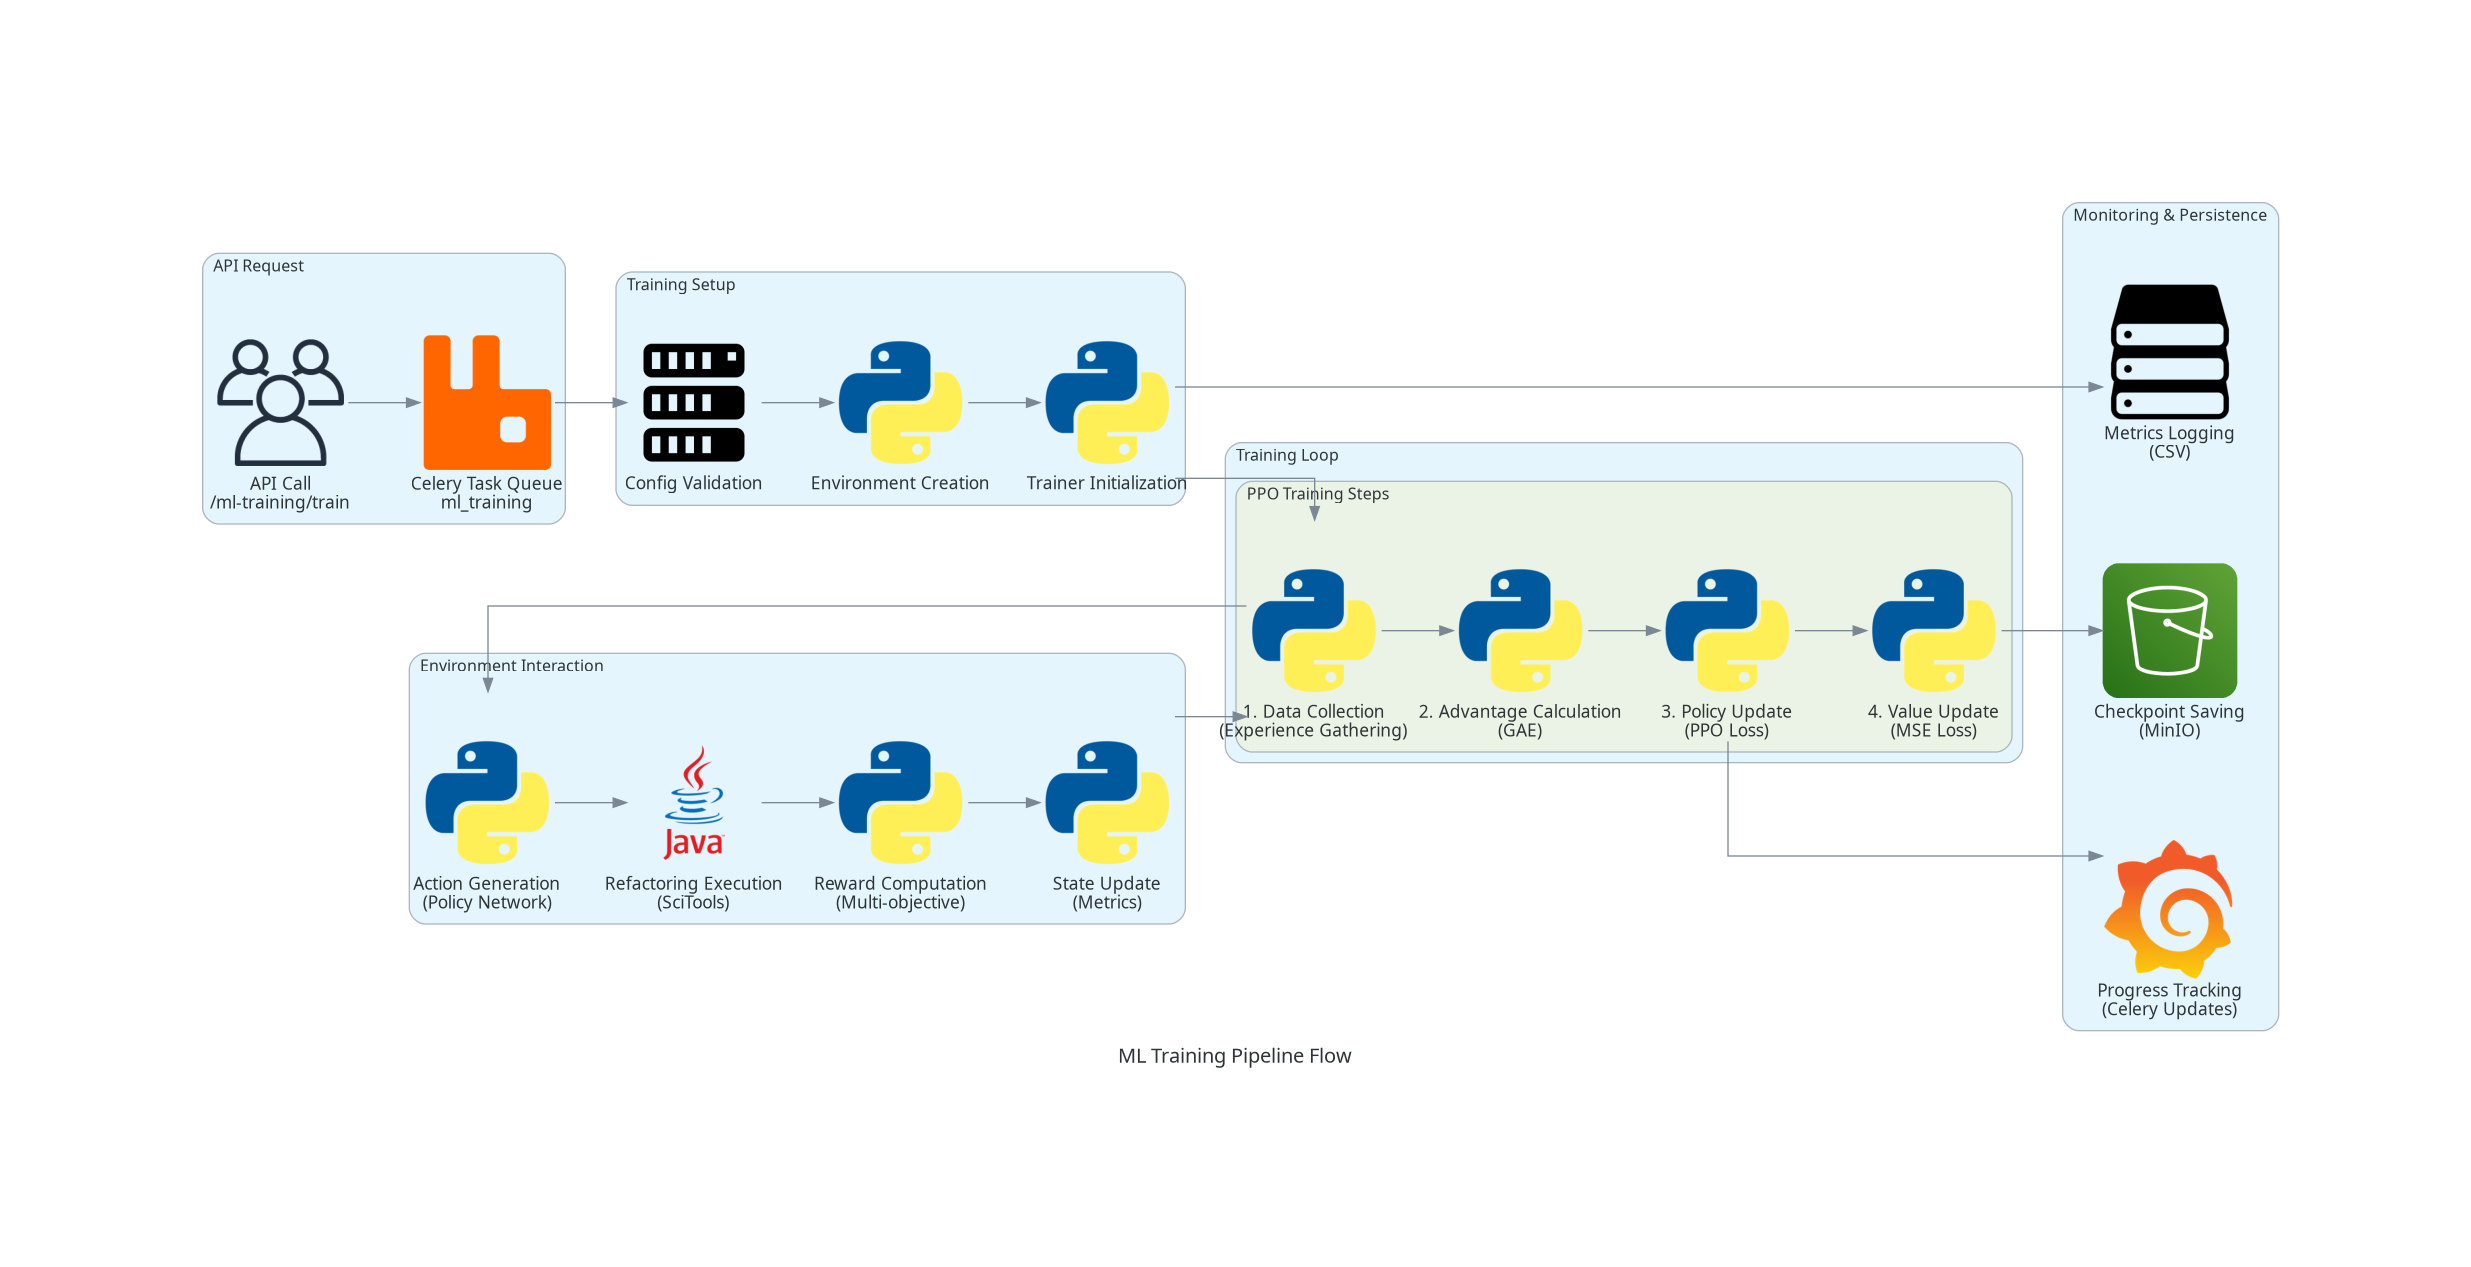 API Request
API Call
/ml-training/train
Celery Task Queue
ml_training
Training Setup
Config Validation
Environment Creation
Trainer Initialization
Training Loop
PPO Training Steps
1. Data Collection
(Experience Gathering)
2. Advantage Calculation
(GAE)
3. Policy Update
(PPO Loss)
4. Value Update
(MSE Loss)
Environment Interaction
Action Generation
(Policy Network)
Java
Refactoring Execution
(SciTools)
Reward Computation
(Multi-objective)
State Update
(Metrics)
Monitoring & Persistence
Metrics Logging
(CSV)
Checkpoint Saving
(MinIO)
Progress Tracking
(Celery Updates)
ML Training Pipeline Flow